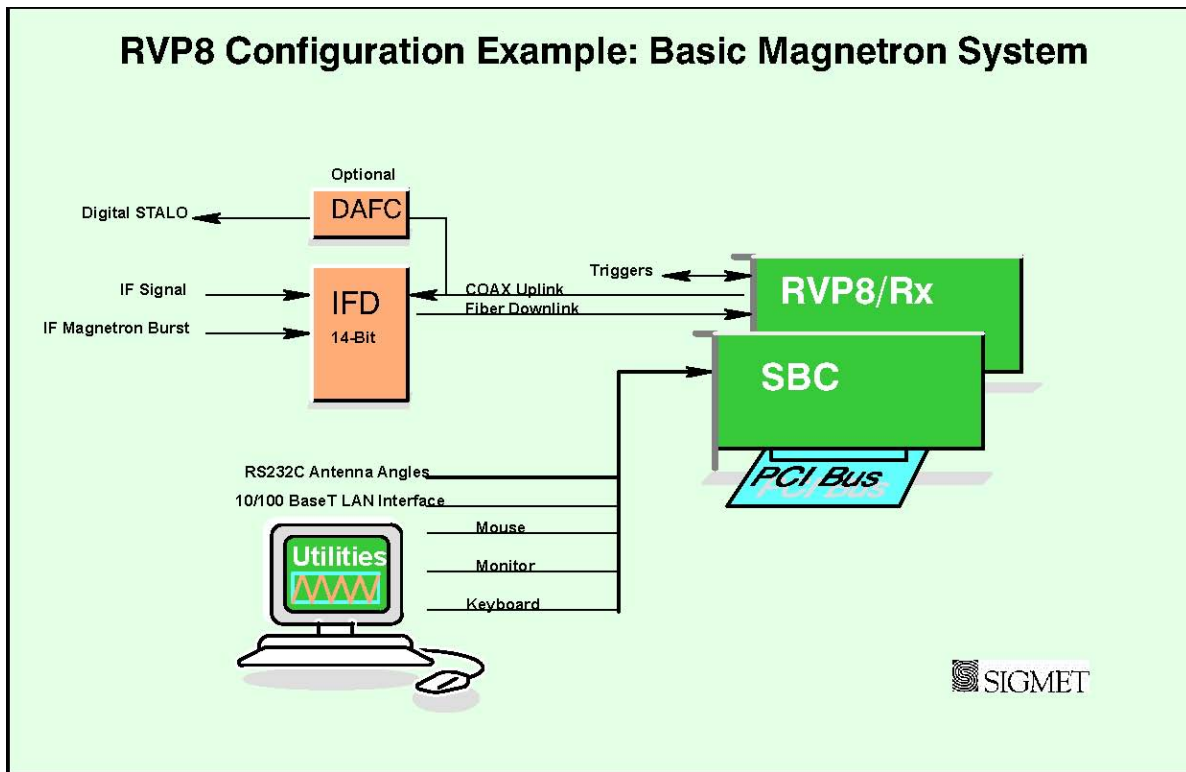 RVP8 Configuration Example: Basic Magnetron System
Optional
Digital STALO
DAFC
Triggers
IF Signal
COAX Uplink
RVP8/Rx
IFD
Fiber Downlink
IF Magnetron Burst
14-Bit
SBC
RS232C Antenna Angles
PCI Bus
10/100 BaseT LAN Interface
Mouse
Utilities
Monitor
Keyboard
SIGMET